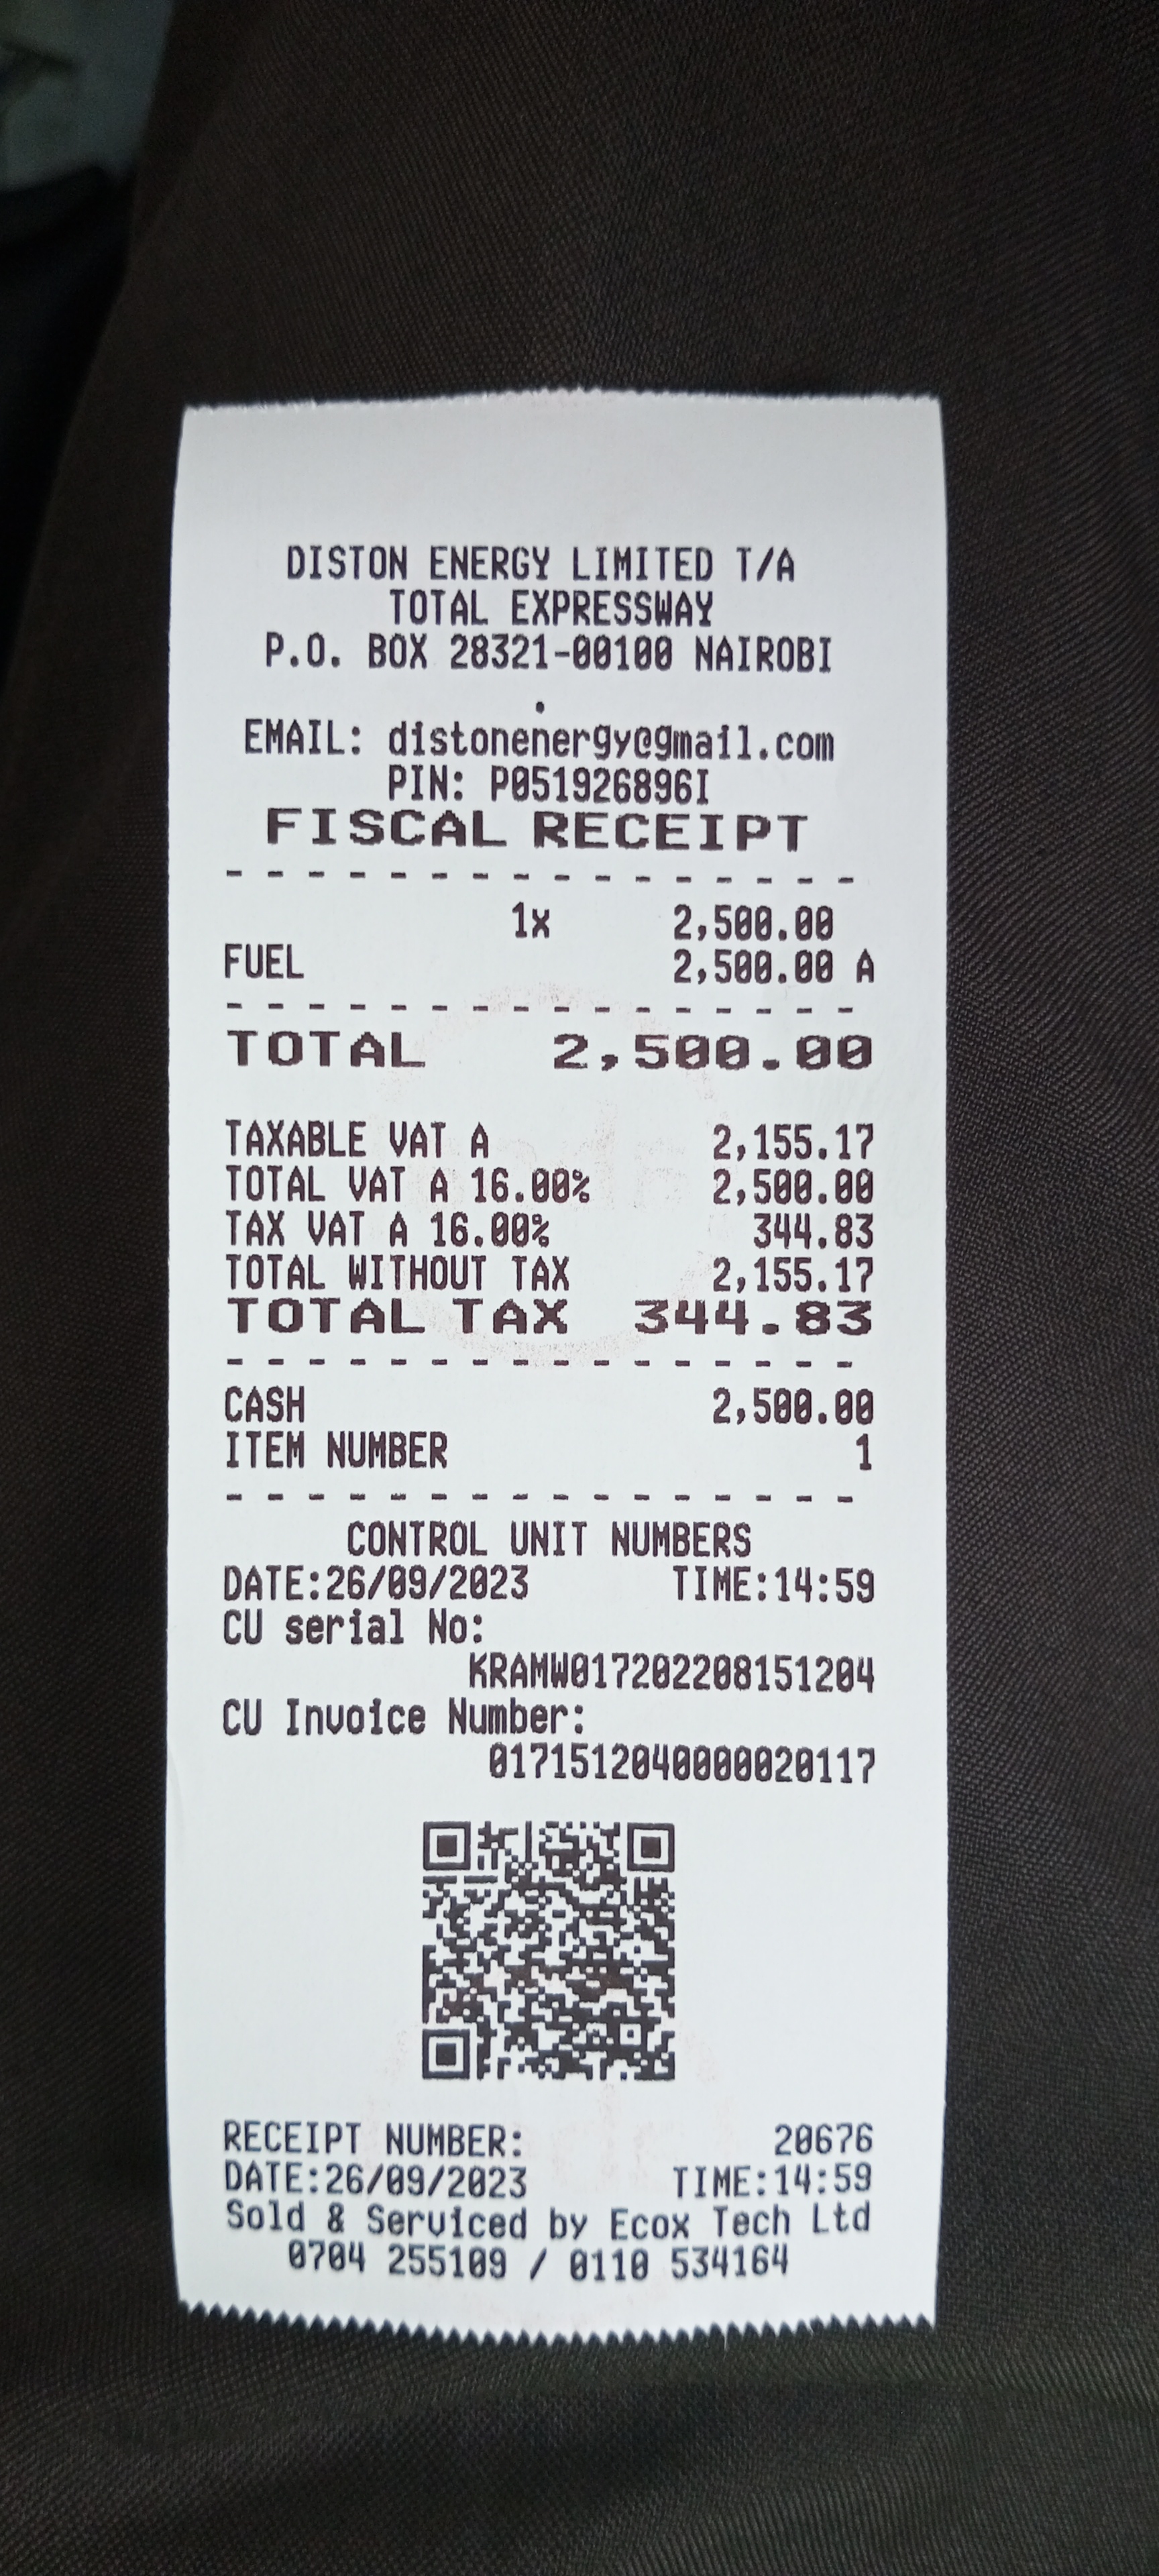 DISTON ENERGY LIMITED T/A
TOTAL EXPRESSWAY
P.O. BOX 28321-00100 NAIROBI
.
EMAIL: distonenergy@gmail.com
PIN: P051926896I
FISCAL RECEIPT
- - - - - - - - - - - - - - - -
1x 2,500.00
FUEL 2,500.00 A
- - - - - - - - - - - - - - - -
TOTAL 2,500.00
TAXABLE VAT A 2,155.17
TOTAL VAT A 16.00% 2,500.00
TAX VAT A 16.00% 344.83
TOTAL WITHOUT TAX 2,155.17
TOTAL TAX 344.83
- - - - - - - - - - - - - - - -
CASH 2,500.00
ITEM NUMBER 1
- - - - - - - - - - - - - - - -
CONTROL UNIT NUMBERS
DATE:26/09/2023 TIME:14:59
CU serial No:
KRAMW017202208151204
CU Invoice Number:
0171512040000020117
RECEIPT NUMBER: 20676
DATE:26/09/2023 TIME:14:59
Sold & Serviced by Ecox Tech Ltd
0704 255109 / 0110 534164